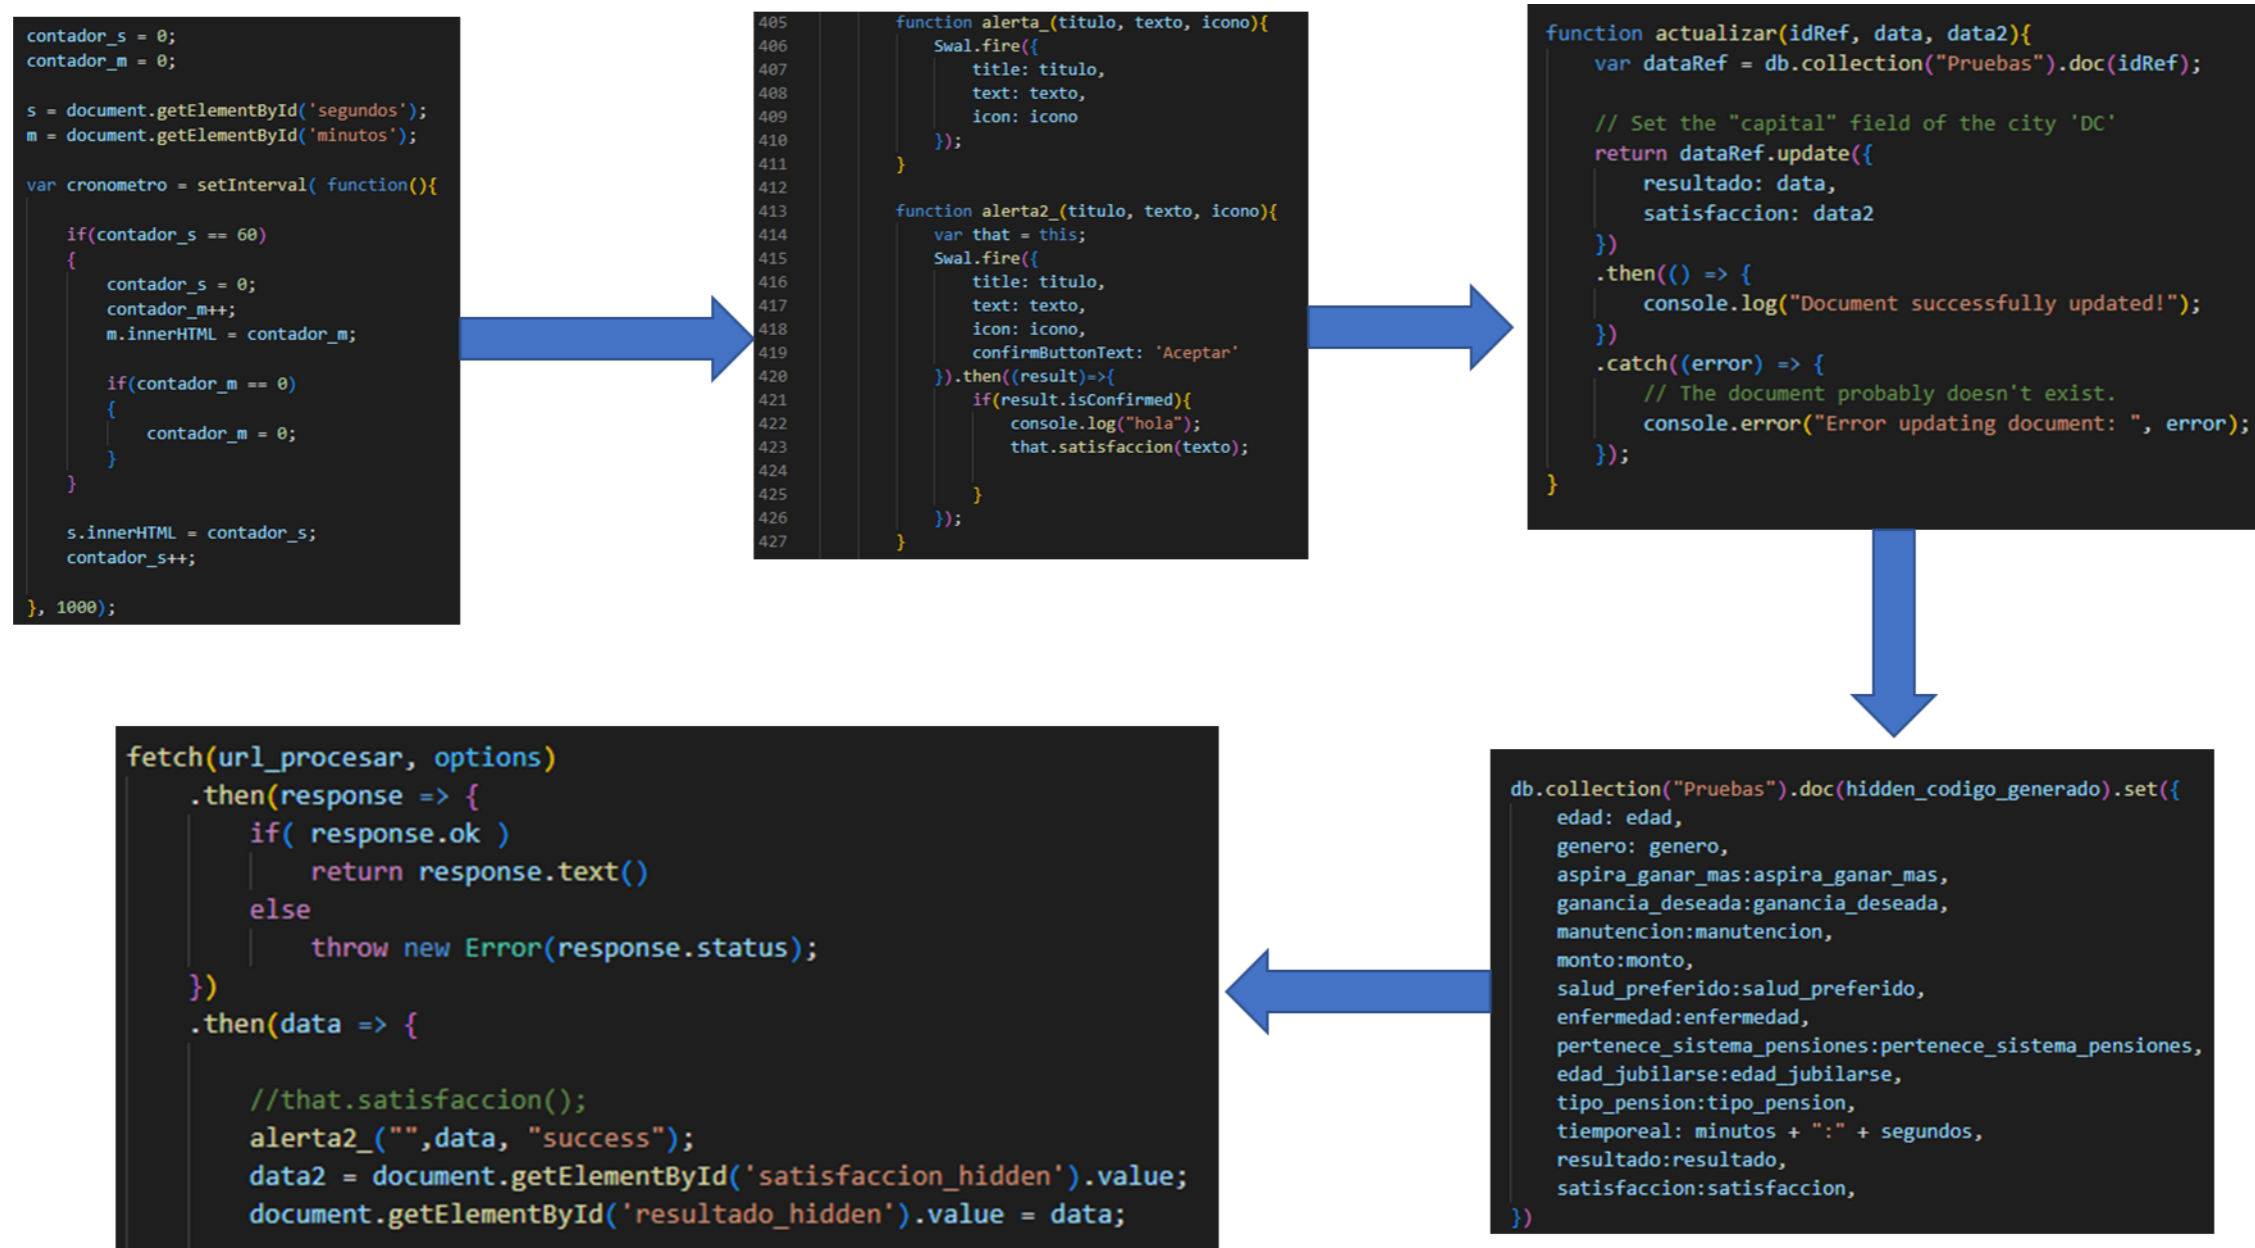 contador_s = 0;
contador_m = 0;
s = document.getElementById('segundos');
m = document.getElementById('minutos');
var cronometro = setInterval( function(){
if(contador_s == 60)
{
contador_s = 0;
contador_m++;
m.innerHTML = contador_m;
if(contador_m == 0)
{
contador_m = 0;
}
}
s.innerHTML = contador_s;
contador_s++;
}, 1000);
405 function alerta_(titulo, texto, icono){
406 Swal.fire({
407 title: titulo,
408 text: texto,
409 icon: icono
410 });
411 }
412
413 function alerta2_(titulo, texto, icono){
414 var that = this;
415 Swal.fire({
416 title: titulo,
417 text: texto,
418 icon: icono,
419 confirmButtonText: 'Aceptar'
420 }).then((result)=>{
421 if(result.isConfirmed){
422 console.log("hola");
423 that.satisfaccion(texto);
424
425 }
426 });
427 }
function actualizar(idRef, data, data2){
var dataRef = db.collection("Pruebas").doc(idRef);
// Set the "capital" field of the city 'DC'
return dataRef.update({
resultado: data,
satisfaccion: data2
})
.then(() => {
console.log("Document successfully updated!");
})
.catch((error) => {
// The document probably doesn't exist.
console.error("Error updating document: ", error);
});
}
db.collection("Pruebas").doc(hidden_codigo_generado).set({
edad: edad,
genero: genero,
aspira_ganar_mas:aspira_ganar_mas,
ganancia_deseada:ganancia_deseada,
manutencion:manutencion,
monto:monto,
salud_preferido:salud_preferido,
enfermedad:enfermedad,
pertenece_sistema_pensiones:pertenece_sistema_pensiones,
edad_jubilarse:edad_jubilarse,
tipo_pension:tipo_pension,
tiemporeal: minutos + ":" + segundos,
resultado:resultado,
satisfaccion:satisfaccion,
})
fetch(url_procesar, options)
.then(response => {
if( response.ok )
return response.text()
else
throw new Error(response.status);
})
.then(data => {
//that.satisfaccion();
alerta2_("",data, "success");
data2 = document.getElementById('satisfaccion_hidden').value;
document.getElementById('resultado_hidden').value = data;